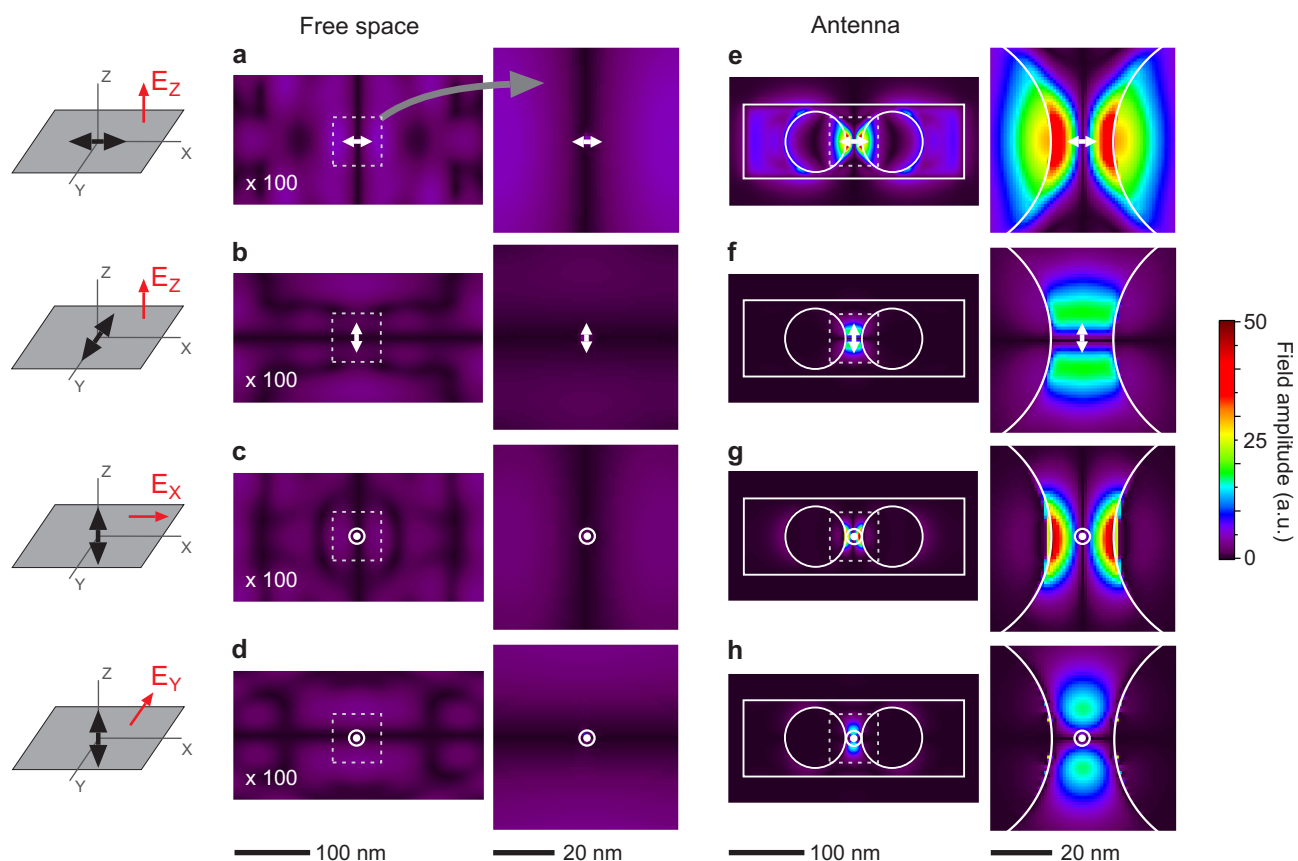 Free space
Antenna
a
e
Z
E_Z
X
Y
x 100
b
f
Z
E_Z
X
Y
x 100
50
25
0
Field amplitude (a.u.)
c
g
Z
E_X
X
Y
x 100
d
h
Z
E_Y
X
Y
x 100
100 nm
20 nm
100 nm
20 nm